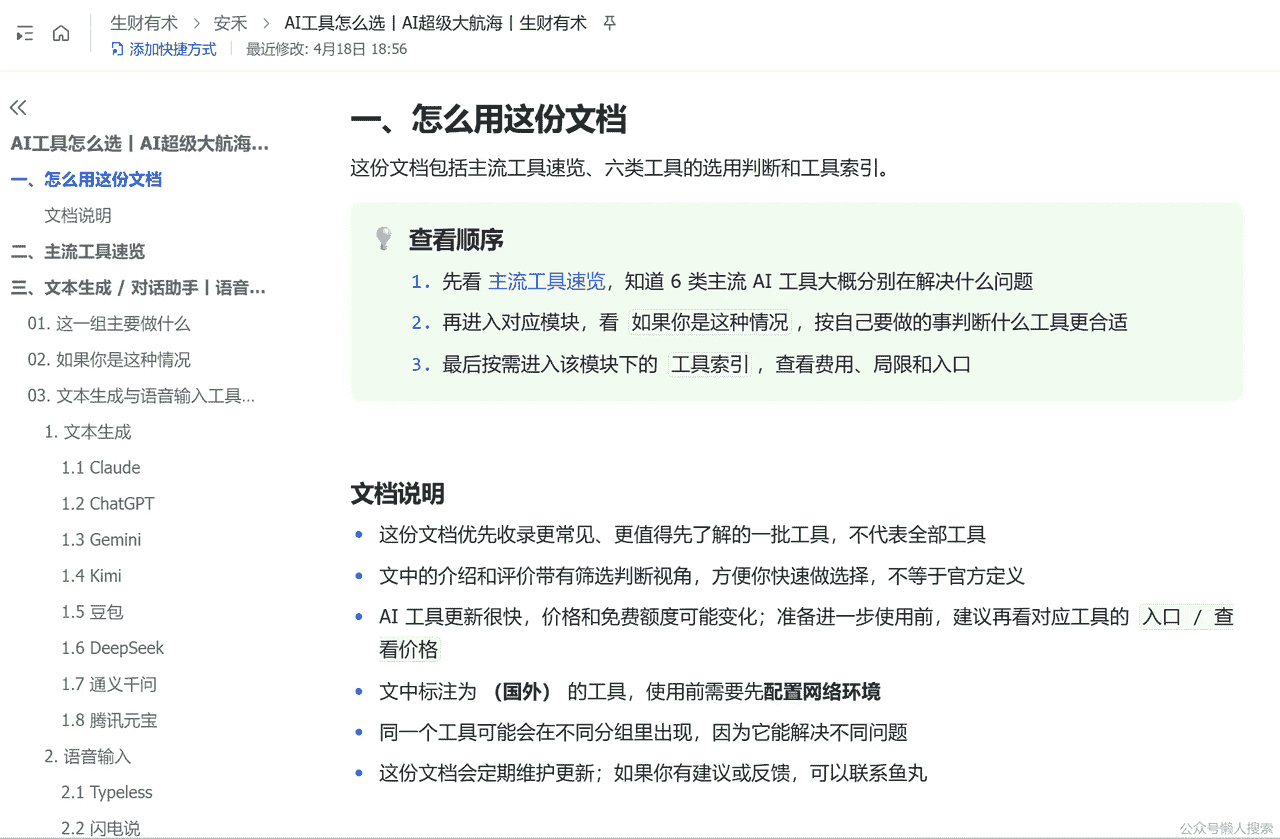 生财有术 > 安禾 > AI工具怎么选 | AI超级大航海 | 生财有术
添加快捷方式 | 最近修改: 4月18日 18:56
AI工具怎么选 | AI超级大航海...
一、怎么用这份文档
文档说明
二、主流工具速览
三、文本生成 / 对话助手 | 语音...
01. 这一组主要做什么
02. 如果你是这种情况
03. 文本生成与语音输入工具...
1. 文本生成
1.1 Claude
1.2 ChatGPT
1.3 Gemini
1.4 Kimi
1.5 豆包
1.6 DeepSeek
1.7 通义千问
1.8 腾讯元宝
2. 语音输入
2.1 Typeless
2.2 闪电说
一、怎么用这份文档
这份文档包括主流工具速览、六类工具的选用判断和工具索引。
查看顺序
1. 先看 主流工具速览，知道 6 类主流 AI 工具大概分别在解决什么问题
2. 再进入对应模块，看 如果你是这种情况 ，按自己要做的事判断什么工具更合适
3. 最后按需进入该模块下的 工具索引 ，查看费用、局限和入口
文档说明
• 这份文档优先收录更常见、更值得先了解的一批工具，不代表全部工具
• 文中的介绍和评价带有筛选判断视角，方便你快速做选择，不等于官方定义
• AI 工具更新很快，价格和免费额度可能变化；准备进一步使用前，建议再看对应工具的 入口 / 查
看价格
• 文中标注为 （国外） 的工具，使用前需要先配置网络环境
• 同一个工具可能会在不同分组里出现，因为它能解决不同问题
• 这份文档会定期维护更新；如果你有建议或反馈，可以联系鱼丸
公众号懒人搜索